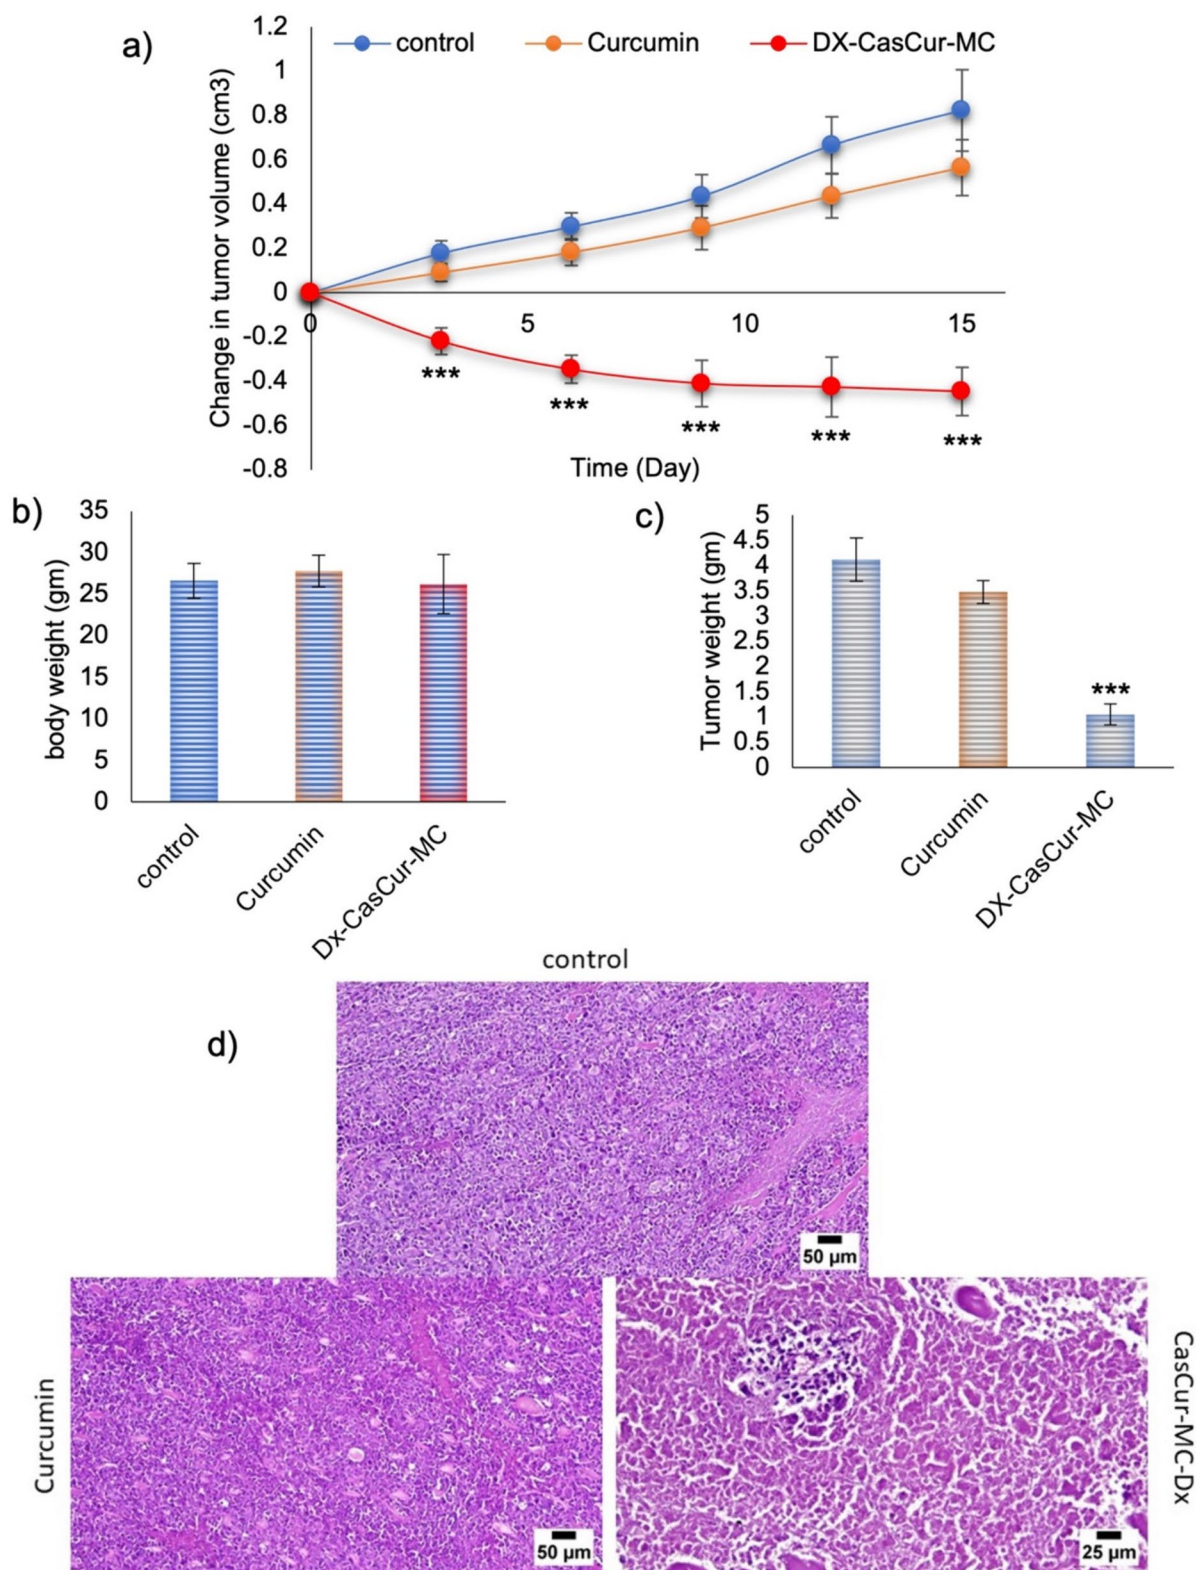 a)
control
Curcumin
DX-CasCur-MC
Change in tumor volume (cm3)
1.2
1
0.8
0.6
0.4
0.2
0
-0.2
-0.4
-0.6
-0.8
0
5
10
15
***
***
***
***
***
Time (Day)
b)
body weight (gm)
35
30
25
20
15
10
5
0
control
Curcumin
Dx-CasCur-MC
c)
Tumor weight (gm)
5
4.5
4
3.5
3
2.5
2
1.5
1
0.5
0
***
control
Curcumin
DX-CasCur-MC
d)
control
50 µm
Curcumin
50 µm
CasCur-MC-Dx
25 µm